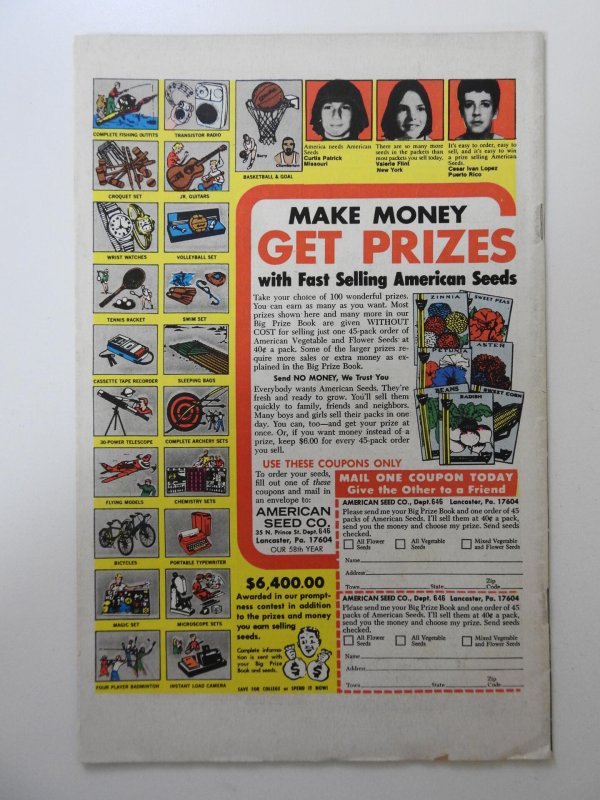 COMPLETE FISHING OUTFITS
TRANSISTOR RADIO
CROQUET SET
JR. GUITARS
WRIST WATCHES
VOLLEYBALL SET
TENNIS RACKET
SWIM SET
CASSETTE TAPE RECORDER
SLEEPING BAGS
30-POWER TELESCOPE
COMPLETE ARCHERY SETS
FLYING MODELS
CHEMISTRY SETS
BICYCLES
PORTABLE TYPEWRITER
MAGIC SET
MICROSCOPE SETS
FOUR PLAYER BADMINTON
INSTANT LOAD CAMERA
BASKETBALL & GOAL
America needs American
Seeds
Curtis Patrick
Missouri
There are so many more
seeds in the packets than
most packets you sell today,
Valerie Flint
New York
It's easy to order, easy to
sell, and it's easy to win
a prize selling American
Seeds.
Cesar Ivan Lopez
Puerto Rico
MAKE MONEY
GET PRIZES
with Fast Selling American Seeds
Take your choice of 100 wonderful prizes.
You can earn as many as you want. Most
prizes shown here and many more in our
Big Prize Book are given WITHOUT
COST for selling just one 45-pack order of
American Vegetable and Flower Seeds at
40¢ a pack. Some of the larger prizes re-
quire more sales or extra money as ex-
plained in the Big Prize Book.
Send NO MONEY, We Trust You
Everybody wants American Seeds. They're
fresh and ready to grow. You'll sell them
quickly to family, friends and neighbors.
Many boys and girls sell their packs in one
day. You can, too—and get your prize at
once. Or, if you want money instead of a
prize, keep $6.00 for every 45-pack order
you sell.
ZINNIA
SWEET PEAS
PETUNIA
ASTER
BEANS
RADISH
SWEET CORN
USE THESE COUPONS ONLY
To order your seeds,
fill out one of these
coupons and mail in
an envelope to:
AMERICAN
SEED CO.
35 N. Prince St. Dept. 646
Lancaster, Pa. 17604
OUR 58th YEAR
$6,400.00
Awarded in our prompt-
ness contest in addition
to the prizes and money
you earn selling
seeds.
Complete informa-
tion is sent with
your Big Prize
Book and seeds.
SAVE FOR COLLEGE or SPEND IT NOW!
MAIL ONE COUPON TODAY
Give the Other to a Friend
AMERICAN SEED CO., Dept. 646 Lancaster, Pa. 17604
Please send me your Big Prize Book and one order of 45
packs of American Seeds. I'll sell them at 40¢ a pack,
send you the money and choose my prize. Send seeds
checked.
All Flower Seeds
All Vegetable Seeds
Mixed Vegetable and Flower Seeds
Name
Address
Town State Zip Code
AMERICAN SEED CO., Dept. 646 Lancaster, Pa. 17604
Please send me your Big Prize Book and one order of 45
packs of American Seeds. I'll sell them at 40¢ a pack,
send you the money and choose my prize. Send seeds
checked.
All Flower Seeds
All Vegetable Seeds
Mixed Vegetable and Flower Seeds
Name
Address
Town State Zip Code